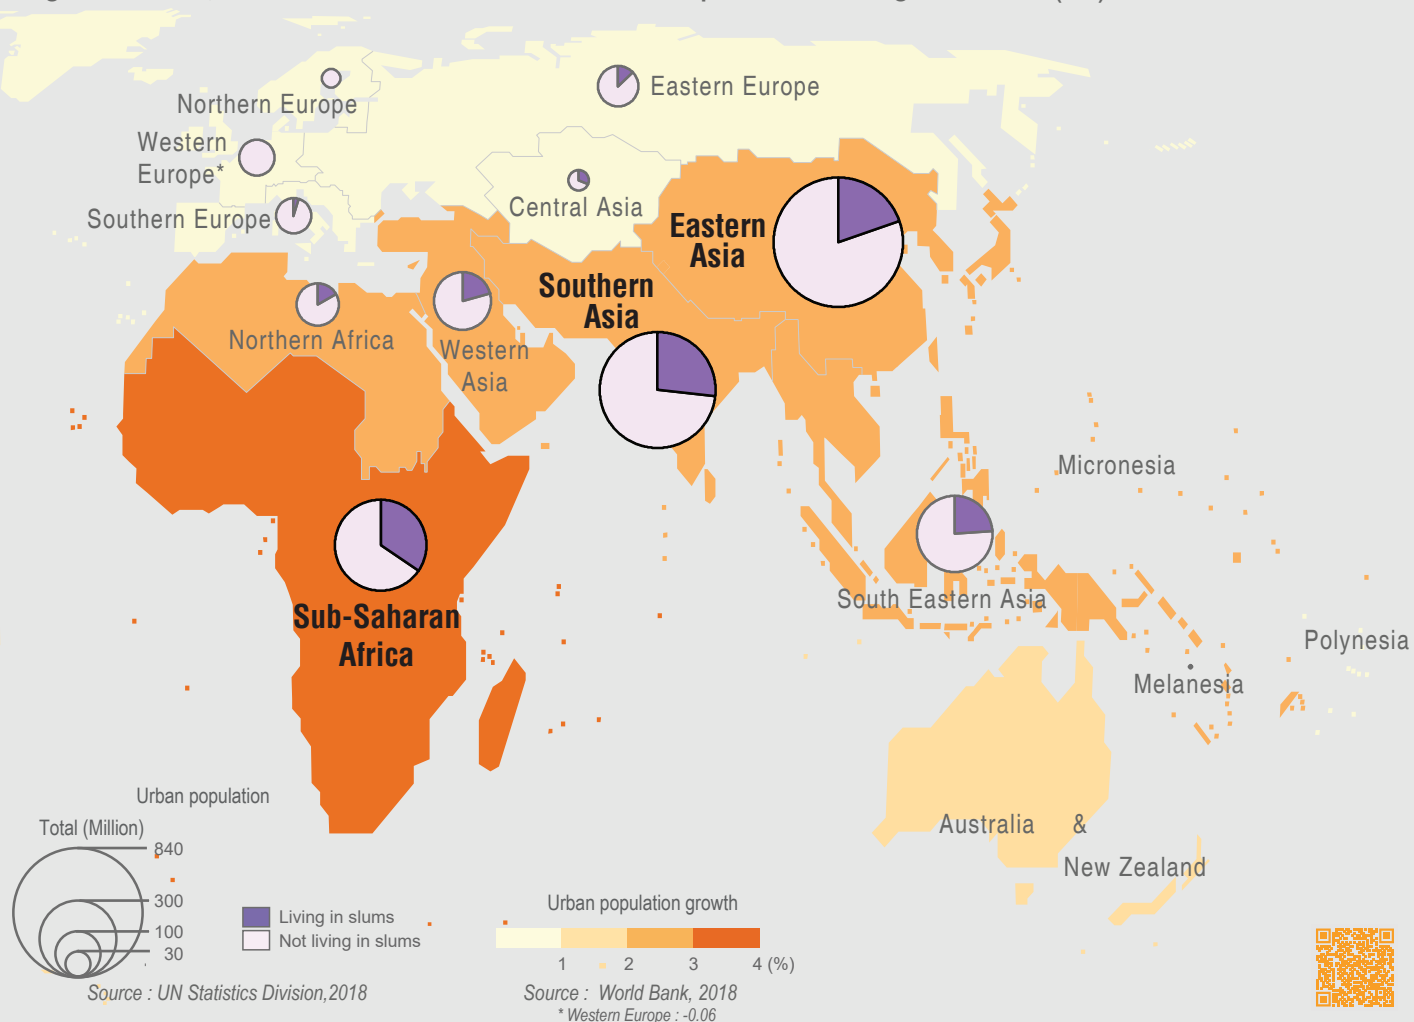 Northern Europe
Eastern Europe
Western
Europe*
Central Asia
Southern Europe
Eastern
Asia
Southern
Asia
Northern Africa
Western
Asia
Micronesia
South Eastern Asia
Sub-Saharan
Africa
Polynesia
Melanesia
Urban population
Total (Million)
840
300
100
30
Living in slums
Not living in slums
Australia &
New Zealand
Urban population growth
1 2 3 4 (%)
Source : UN Statistics Division,2018
Source : World Bank, 2018
* Western Europe : -0.06